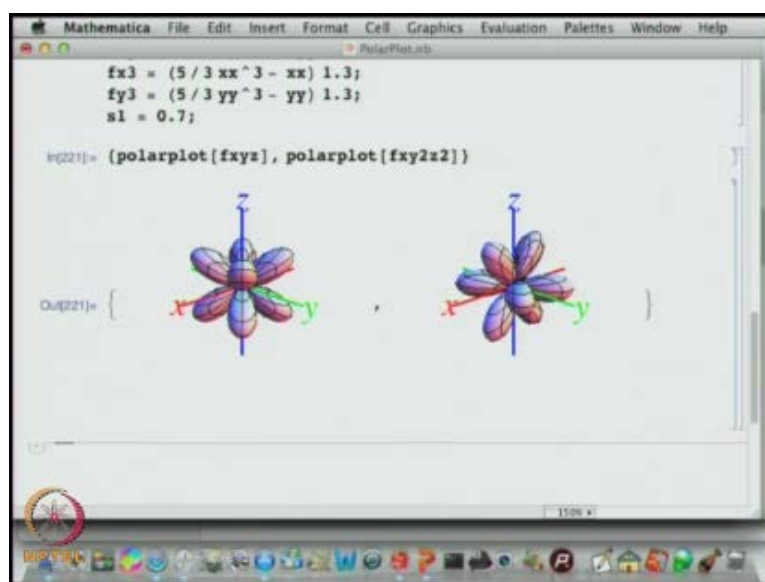 Mathematica File Edit Insert Format Cell Graphics Evaluation Palettes Window Help
PolarPlot.nb
fx3 = (5/3 xx^3 - xx) 1.3;
fy3 = (5/3 yy^3 - yy) 1.3;
s1 = 0.7;
In[221]:= {polarplot[fxyz], polarplot[fxy2z2]}
z z
Out[221]= { x y , x y }
150%
NPTEL